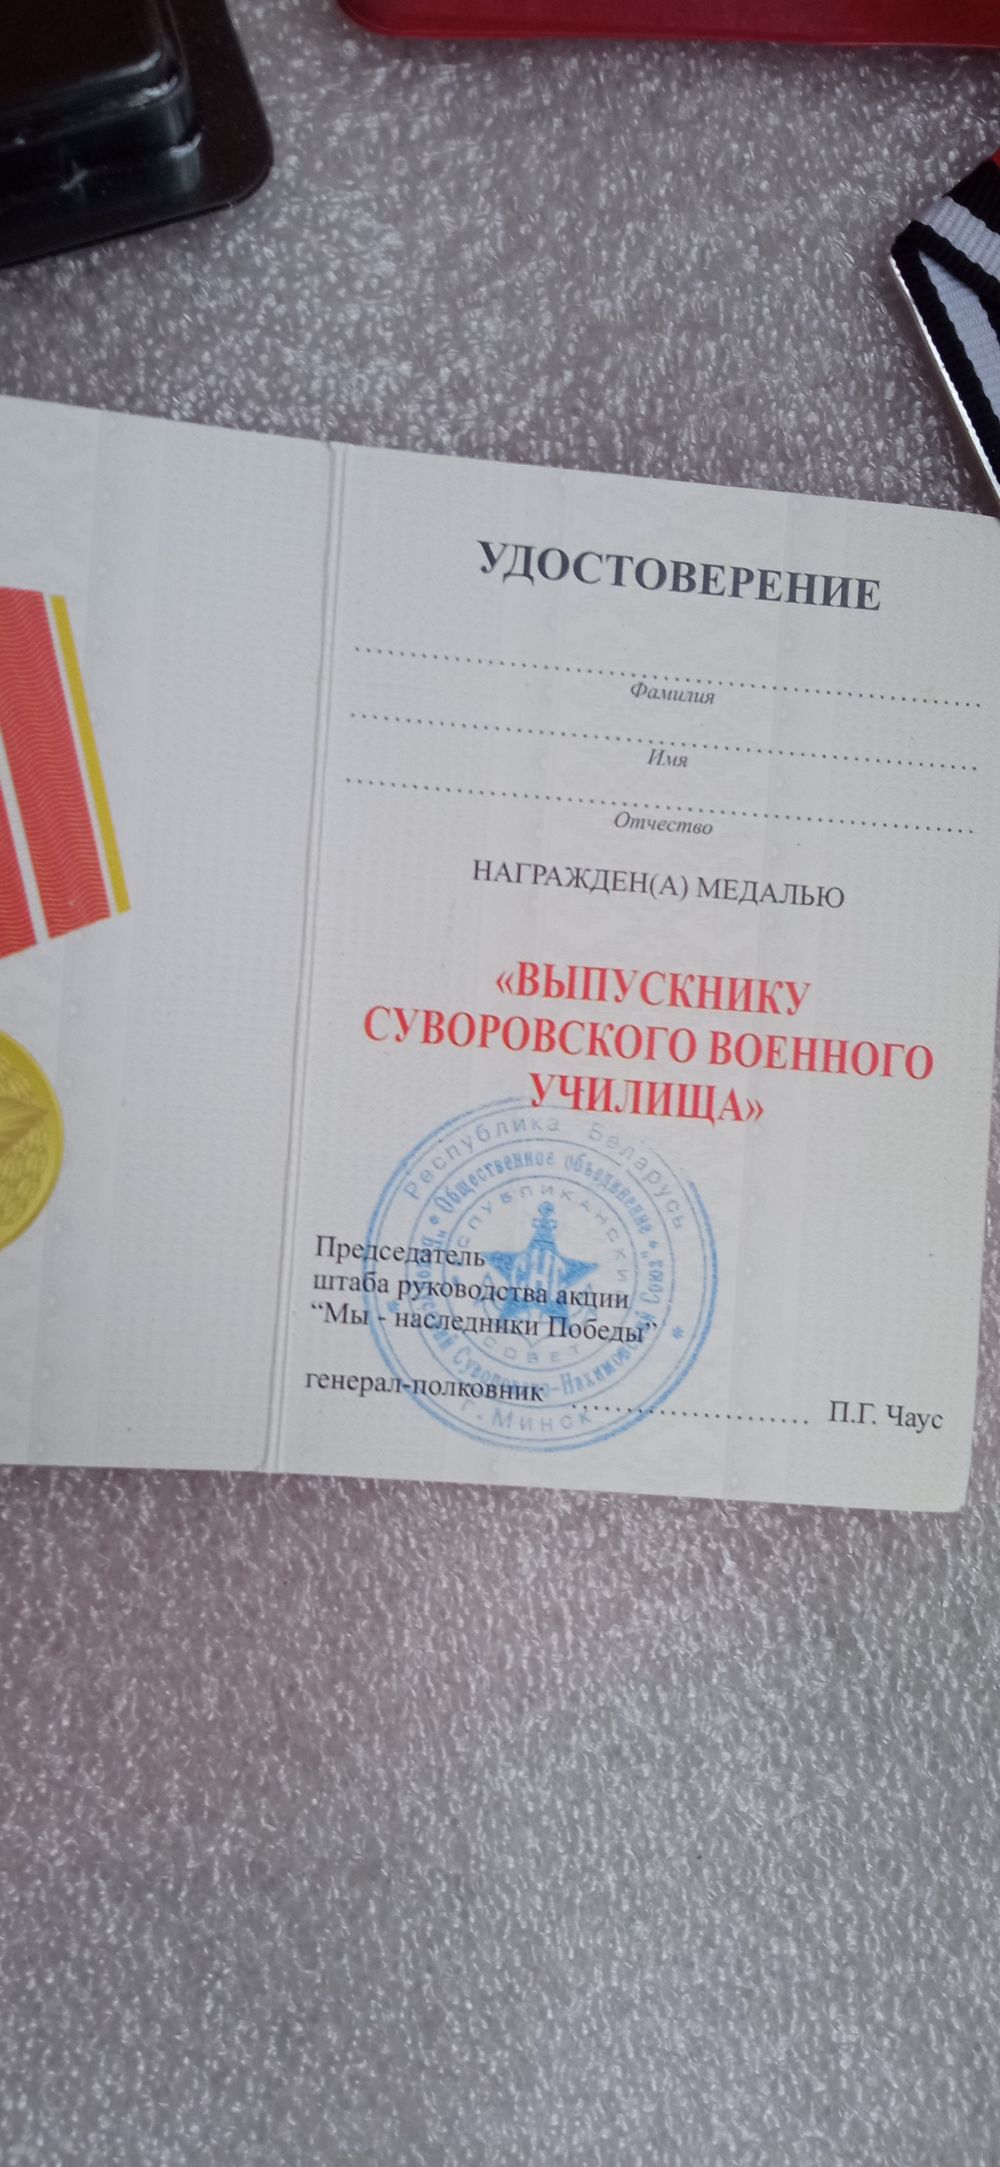 УДОСТОВЕРЕНИЕ
Фамилия
Имя
Отчество
НАГРАЖДЕН(А) МЕДАЛЬЮ
«ВЫПУСКНИКУ
СУВОРОВСКОГО ВОЕННОГО
УЧИЛИЩА»
Республика Беларусь
* Общественное объединение *
Суворовско-Нахимовский Союз
СОВЕТ
г. Минск
Председатель
штаба руководства акции
“Мы - наследники Победы”
генерал-полковник П.Г. Чаус